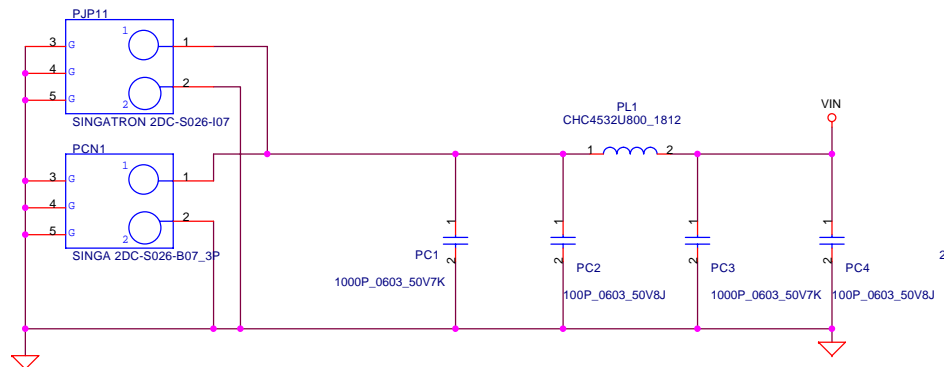 PJP11
1
2
3 G
4 G
5 G
1
2
SINGATRON 2DC-S026-I07
PCN1
1
2
3 G
4 G
5 G
1
2
SINGA 2DC-S026-B07_3P
PL1
CHC4532U800_1812
1 2
VIN
1
2
PC1
1000P_0603_50V7K
1
2
PC2
100P_0603_50V8J
1
2
PC3
1000P_0603_50V7K
1
2
PC4
100P_0603_50V8J
2